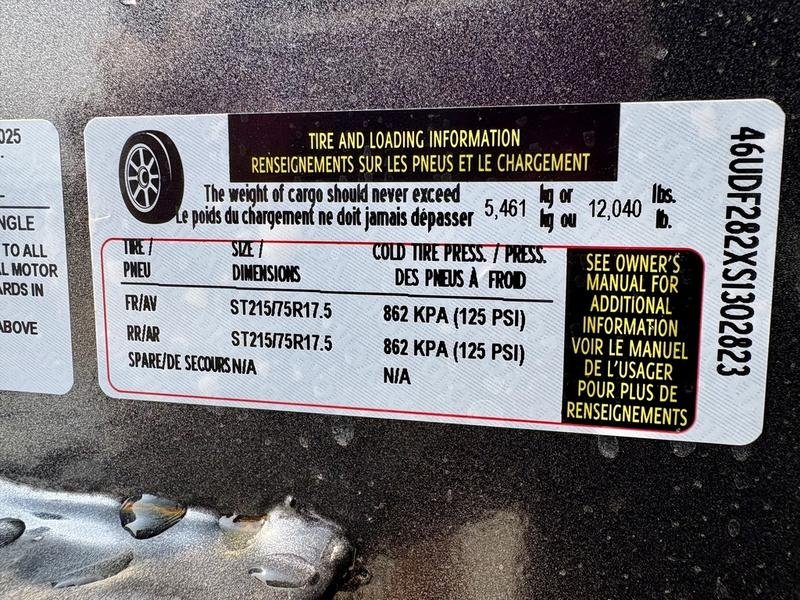 025
NGLE
TO ALL
AL MOTOR
ARDS IN
ABOVE
TIRE AND LOADING INFORMATION
RENSEIGNEMENTS SUR LES PNEUS ET LE CHARGEMENT
The weight of cargo should never exceed 5,461 kg or 12,040 lbs.
Le poids du chargement ne doit jamais dépasser kg ou lb.
TIRE / SIZE / COLD TIRE PRESS. / PRESS.
PNEU DIMENSIONS DES PNEUS À FROID
FR/AV ST215/75R17.5 862 KPA (125 PSI)
RR/AR ST215/75R17.5 862 KPA (125 PSI)
SPARE/DE SECOURS N/A N/A
SEE OWNER'S
MANUAL FOR
ADDITIONAL
INFORMATION
VOIR LE MANUEL
DE L'USAGER
POUR PLUS DE
RENSEIGNEMENTS
46UDF282XS1302823